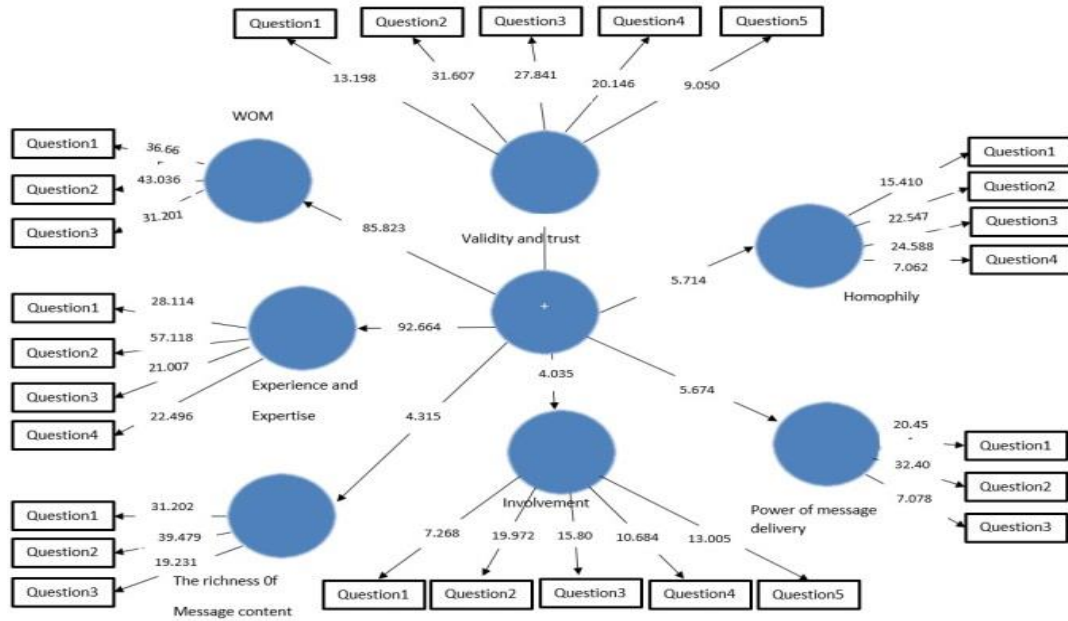 Question1
Question2
Question3
Question4
Question5
13.198
31.607
27.841
20.146
9.050
WOM
Question1
Question2
Question3
36.66
43.036
31.201
85.823
Validity and trust
Question1
Question2
Question3
Question4
15.410
22.547
24.588
7.062
5.714
Homophily
Question1
Question2
Question3
Question4
28.114
57.118
21.007
22.496
92.664
Experience and
Expertise
4.315
4.035
5.674
Question1
Question2
Question3
20.45
32.40
7.078
Power of message
delivery
Question1
Question2
Question3
31.202
39.479
19.231
The richness 0f
Message content
Involvement
7.268
19.972
15.80
10.684
13.005
Question1
Question2
Question3
Question4
Question5